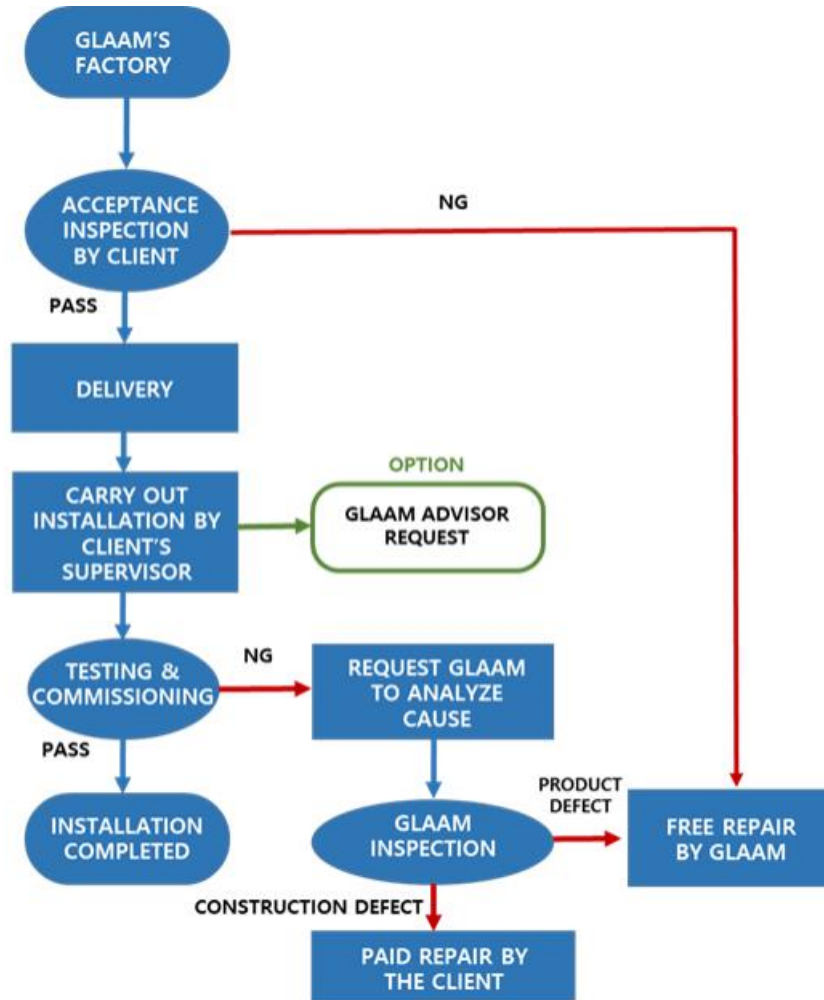 GLAAM'S
FACTORY
ACCEPTANCE
INSPECTION
BY CLIENT
NG
PASS
DELIVERY
OPTION
CARRY OUT
INSTALLATION BY
CLIENT'S
SUPERVISOR
GLAAM ADVISOR
REQUEST
TESTING &
COMMISSIONING
NG
REQUEST GLAAM
TO ANALYZE
CAUSE
PASS
INSTALLATION
COMPLETED
GLAAM
INSPECTION
PRODUCT
DEFECT
FREE REPAIR
BY GLAAM
CONSTRUCTION DEFECT
PAID REPAIR BY
THE CLIENT